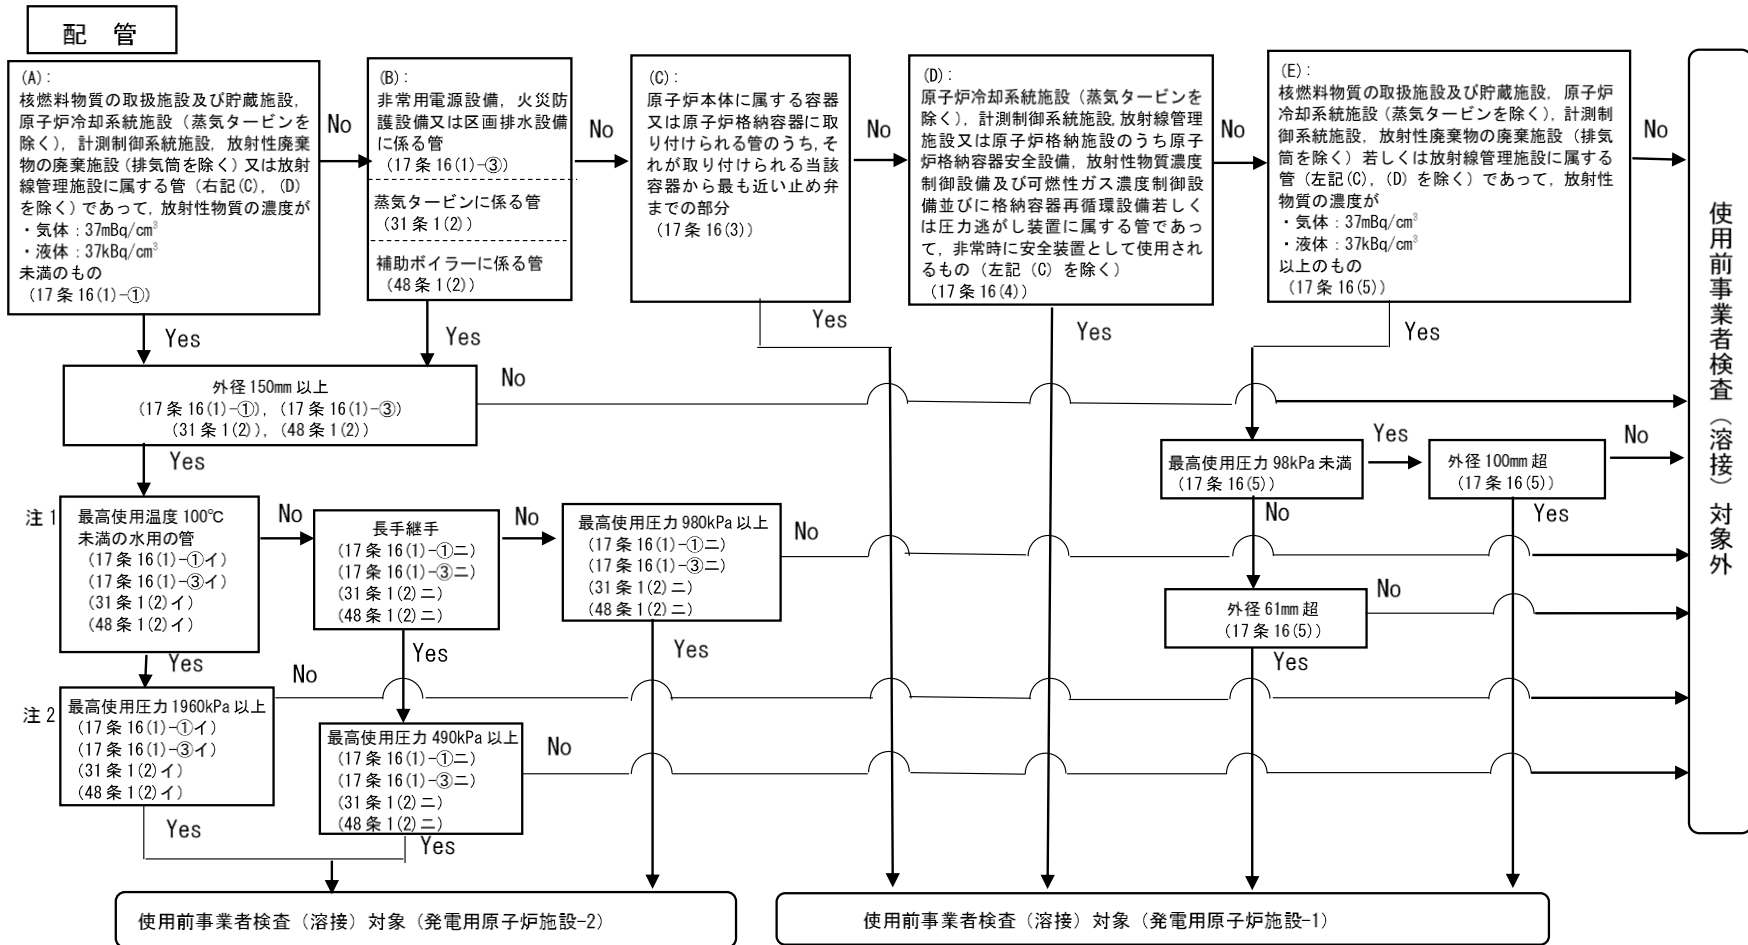 配　管
(A)：
核燃料物質の取扱施設及び貯蔵施設，
原子炉冷却系統施設（蒸気タービンを
除く），計測制御系統施設，放射性廃棄
物の廃棄施設（排気筒を除く）又は放射
線管理施設に属する管（右記(C)，(D)
を除く）であって，放射性物質の濃度が
・気体：37mBq/cm³
・液体：37kBq/cm³
未満のもの
（17条16(1)-①）
No
(B)：
非常用電源設備，火災防
護設備又は区画排水設備
に係る管
（17条16(1)-③）
蒸気タービンに係る管
（31条1(2)）
補助ボイラーに係る管
（48条1(2)）
No
(C)：
原子炉本体に属する容器
又は原子炉格納容器に取
り付けられる管のうち，そ
れが取り付けられる当該
容器から最も近い止め弁
までの部分
（17条16(3)）
No
(D)：
原子炉冷却系統施設（蒸気タービンを
除く），計測制御系統施設，放射線管理
施設又は原子炉格納施設のうち原子
炉格納容器安全設備，放射性物質濃度
制御設備及び可燃性ガス濃度制御設
備並びに格納容器再循環設備若しく
は圧力逃がし装置に属する管であっ
て，非常時に安全装置として使用され
るもの（左記（C）を除く）
（17条16(4)）
No
(E)：
核燃料物質の取扱施設及び貯蔵施設，原子炉
冷却系統施設（蒸気タービンを除く），計測制
御系統施設，放射性廃棄物の廃棄施設（排気
筒を除く）若しくは放射線管理施設に属する
管（左記(C)，(D)を除く）であって，放射性
物質の濃度が
・気体：37mBq/cm³
・液体：37kBq/cm³
以上のもの
（17条16(5)）
No
使用前事業者検査（溶接）対象外
Yes
Yes
Yes
Yes
Yes
外径150mm以上
（17条16(1)-①），（17条16(1)-③）
（31条1(2)），（48条1(2)）
No
Yes
最高使用圧力98kPa未満
（17条16(5)）
Yes
外径100mm超
（17条16(5)）
No
No
Yes
注1
最高使用温度100℃
未満の水用の管
（17条16(1)-①イ）
（17条16(1)-③イ）
（31条1(2)イ）
（48条1(2)イ）
No
長手継手
（17条16(1)-①ニ）
（17条16(1)-③ニ）
（31条1(2)ニ）
（48条1(2)ニ）
No
最高使用圧力980kPa以上
（17条16(1)-①ニ）
（17条16(1)-③ニ）
（31条1(2)ニ）
（48条1(2)ニ）
No
外径61mm超
（17条16(5)）
No
Yes
Yes
Yes
Yes
注2
最高使用圧力1960kPa以上
（17条16(1)-①イ）
（17条16(1)-③イ）
（31条1(2)イ）
（48条1(2)イ）
No
最高使用圧力490kPa以上
（17条16(1)-①ニ）
（17条16(1)-③ニ）
（31条1(2)ニ）
（48条1(2)ニ）
No
Yes
Yes
使用前事業者検査（溶接）対象（発電用原子炉施設-2）
使用前事業者検査（溶接）対象（発電用原子炉施設-1）